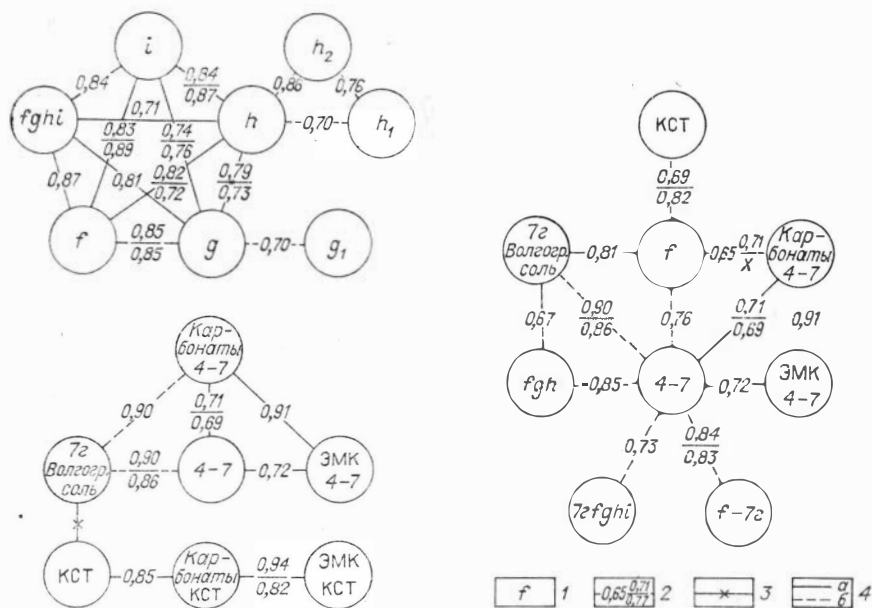 i
h₂
0,84
0,84
0,87
0,86
0,76
fghi
0,71
h
-0,70
h₁
0,83
0,89
0,74
0,76
0,87
0,81
0,82
0,72
0,79
0,73
f
0,85
0,85
g
-0,70
g₁
Кар-
бонаты
4-7
0,90
0,71
0,69
0,91
7г
Волгогр.
соль
0,90
0,86
4-7
0,72
ЭМК
4-7
КСТ
0,85
Кар-
бонаты
КСТ
0,94
0,82
ЭМК
КСТ
КСТ
0,69
0,82
7г
Волгогр.
соль
0,81
f
0,65
0,71
X
Кар-
бонаты
4-7
0,67
0,90
0,86
0,76
0,71
0,69
0,91
fgh
-0,85
4-7
0,72
ЭМК
4-7
0,73
0,84
0,83
7гfghi
f-7г
f 1
-0,65 0,71
0,77 2
× 3
а
б 4